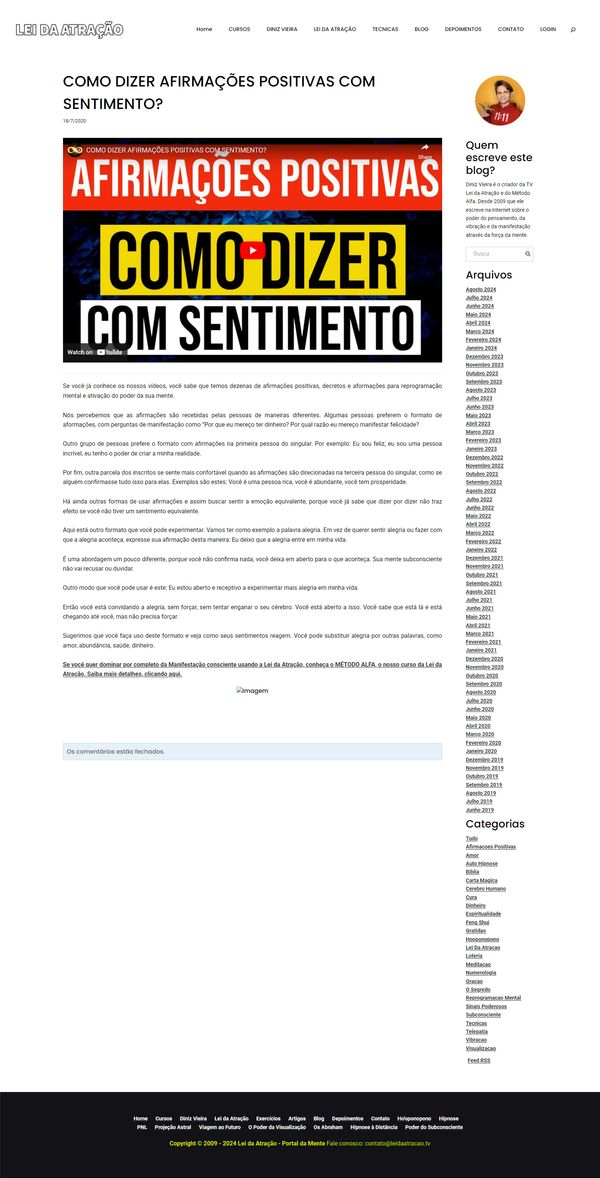 LEI DA ATRAÇÃO
Home CURSOS DINIZ VIEIRA LEI DA ATRAÇÃO TECNICAS BLOG DEPOIMENTOS CONTATO LOGIN
COMO DIZER AFIRMAÇÕES POSITIVAS COM
SENTIMENTO?
18/7/2020
COMO DIZER AFIRMAÇÕES POSITIVAS COM SENTIMENTO?
Share
AFIRMAÇÕES POSITIVAS
COMO DIZER
COM SENTIMENTO
Watch on YouTube
Se você já conhece os nossos vídeos, você sabe que temos dezenas de afirmações positivas, decretos e aformações para reprogramação
mental e ativação do poder da sua mente.
Nós percebemos que as afirmações são recebidas pelas pessoas de maneiras diferentes. Algumas pessoas preferem o formato de
aformações, com perguntas de manifestação como "Por que eu mereço ter dinheiro? Por qual razão eu mereço manifestar felicidade?
Outro grupo de pessoas prefere o formato com afirmações na primeira pessoa do singular. Por exemplo: Eu sou feliz, eu sou uma pessoa
incrível, eu tenho o poder de criar a minha realidade.
Por fim, outra parcela dos inscritos se sente mais confortável quando as afirmações são direcionadas na terceira pessoa do singular, como se
alguém confirmasse tudo isso para elas. Exemplos são estes: Você é uma pessoa rica, você é abundante, você tem prosperidade.
Há ainda outras formas de usar afirmações e assim buscar sentir a emoção equivalente, porque você já sabe que dizer por dizer não traz
efeito se você não tiver um sentimento equivalente.
Aqui está outro formato que você pode experimentar. Vamos ter como exemplo a palavra alegria. Em vez de querer sentir alegria ou fazer com
que a alegria aconteça, expresse sua afirmação desta maneira: Eu deixo que a alegria entre em minha vida.
É uma abordagem um pouco diferente, porque você não confirma nada, você deixa em aberto para o que aconteça. Sua mente subconsciente
não vai recusar ou duvidar.
Outro modo que você pode usar é este: Eu estou aberto e receptivo a experimentar mais alegria em minha vida.
Então você está convidando a alegria, sem forçar, sem tentar enganar o seu cérebro. Você está aberto a isso. Você sabe que está lá e está
chegando até você, mas não precisa forçar.
Sugerimos que você faça uso deste formato e veja como seus sentimentos reagem. Você pode substituir alegria por outras palavras, como
amor, abundância, saúde, dinheiro.
Se você quer dominar por completo da Manifestação consciente usando a Lei da Atração, conheça o MÉTODO ALFA, o nosso curso da Lei da
Atração. Saiba mais detalhes, clicando aqui.
Imagem
Os comentários estão fechados.
11:11
Quem
escreve este
blog?
Diniz Vieira é o criador da TV
Lei da Atração e do Método
Alfa. Desde 2009 que ele
escreve na Internet sobre o
poder do pensamento, da
vibração e da manifestação
através da força da mente.
Busca
Arquivos
Agosto 2024
Julho 2024
Junho 2024
Maio 2024
Abril 2024
Março 2024
Fevereiro 2024
Janeiro 2024
Dezembro 2023
Novembro 2023
Outubro 2023
Setembro 2023
Agosto 2023
Julho 2023
Junho 2023
Maio 2023
Abril 2023
Março 2023
Fevereiro 2023
Janeiro 2023
Dezembro 2022
Novembro 2022
Outubro 2022
Setembro 2022
Agosto 2022
Julho 2022
Junho 2022
Maio 2022
Abril 2022
Março 2022
Fevereiro 2022
Janeiro 2022
Dezembro 2021
Novembro 2021
Outubro 2021
Setembro 2021
Agosto 2021
Julho 2021
Junho 2021
Maio 2021
Abril 2021
Março 2021
Fevereiro 2021
Janeiro 2021
Dezembro 2020
Novembro 2020
Outubro 2020
Setembro 2020
Agosto 2020
Julho 2020
Junho 2020
Maio 2020
Abril 2020
Março 2020
Fevereiro 2020
Janeiro 2020
Dezembro 2019
Novembro 2019
Outubro 2019
Setembro 2019
Agosto 2019
Julho 2019
Junho 2019
Categorias
Tudo
Afirmacoes Positivas
Amor
Auto Hipnose
Biblia
Carta Magica
Cerebro Humano
Cura
Dinheiro
Espiritualidade
Feng Shui
Gratidao
Hooponopono
Lei Da Atracao
Loteria
Meditacao
Numerologia
Oracao
O Segredo
Reprogramacao Mental
Sinais Poderosos
Subconsciente
Tecnicas
Telepatia
Vibracao
Visualizacao
Feed RSS
Home Cursos Diniz Vieira Lei da Atração Exercícios Artigos Blog Depoimentos Contato Ho'oponopono Hipnose
PNL Projeção Astral Viagem ao Futuro O Poder da Visualização Os Abraham Hipnose à Distância Poder do Subconsciente
Copyright © 2009 - 2024 Lei da Atração - Portal da Mente Fale conosco: contato@leidaatracao.tv